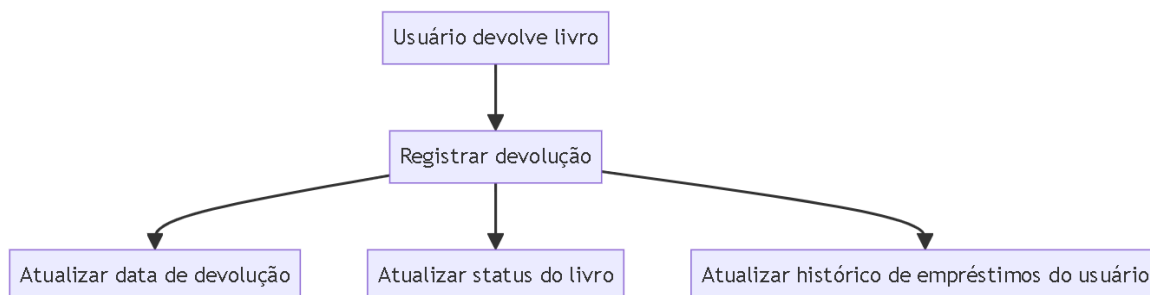 Usuário devolve livro
Registrar devolução
Atualizar data de devolução
Atualizar status do livro
Atualizar histórico de empréstimos do usuário